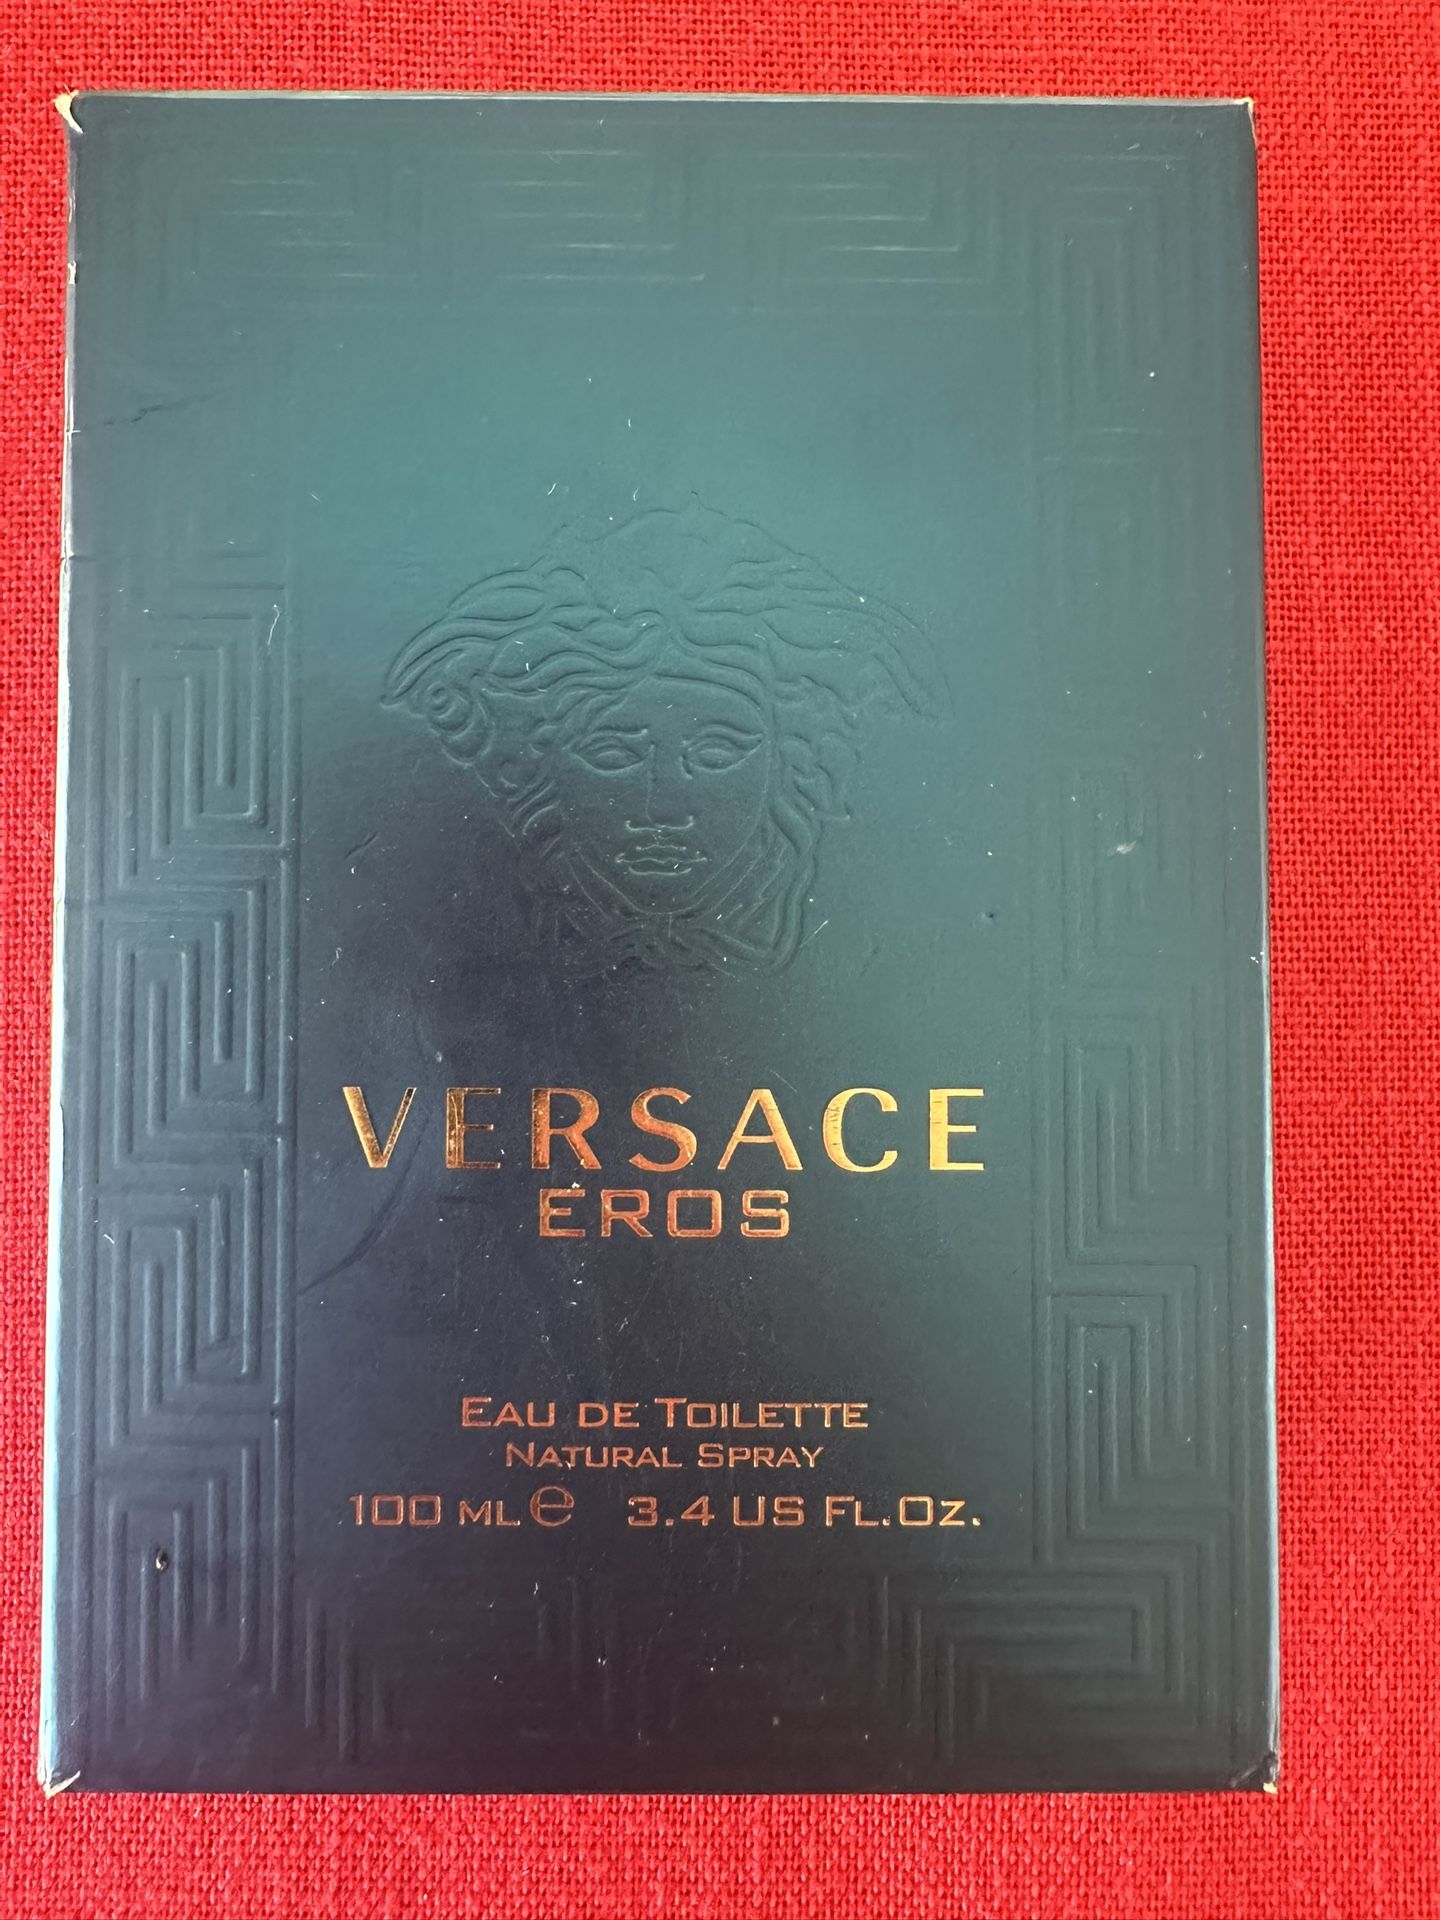 VERSACE
EROS
EAU DE TOILETTE
NATURAL SPRAY
100 ML ℮ 3.4 US FL.OZ.